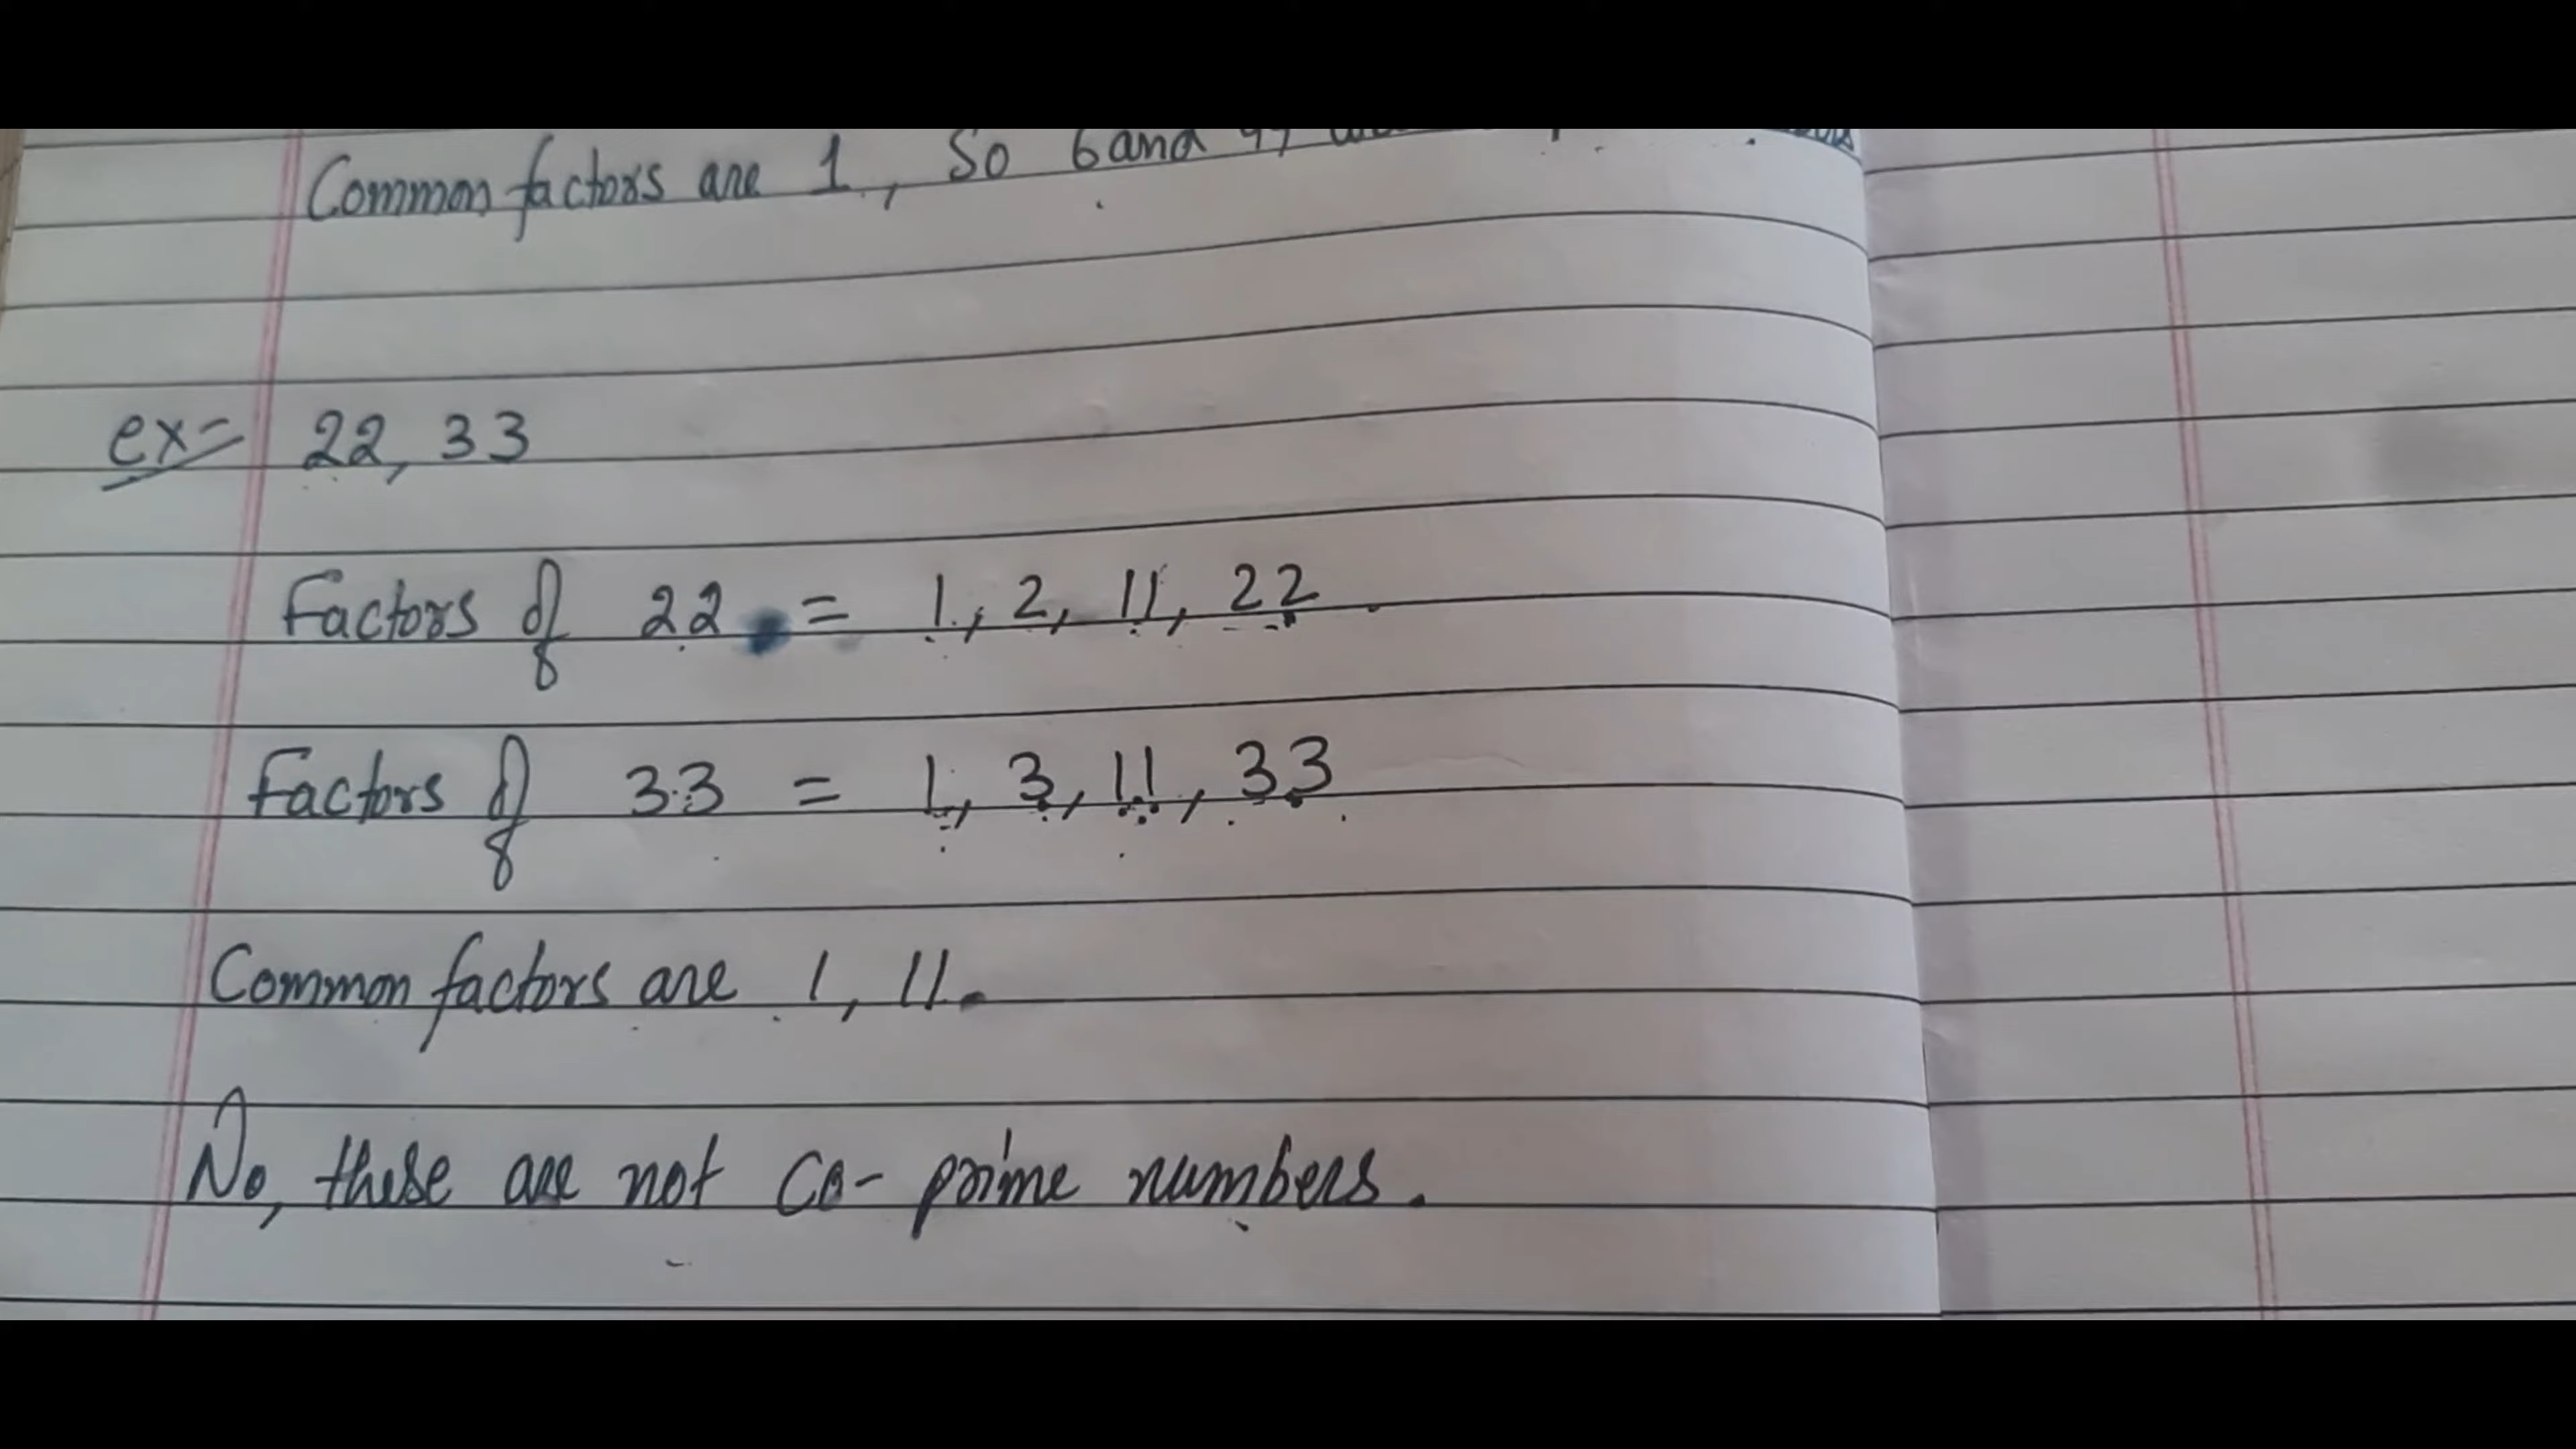 Common factors are 1, So 6 and
ex= 22, 33
Factors of 22 = 1, 2, 11, 22.
Factors of 33 = 1, 3, 11, 33
Common factors are 1, 11.
No, these are not Co-prime numbers.